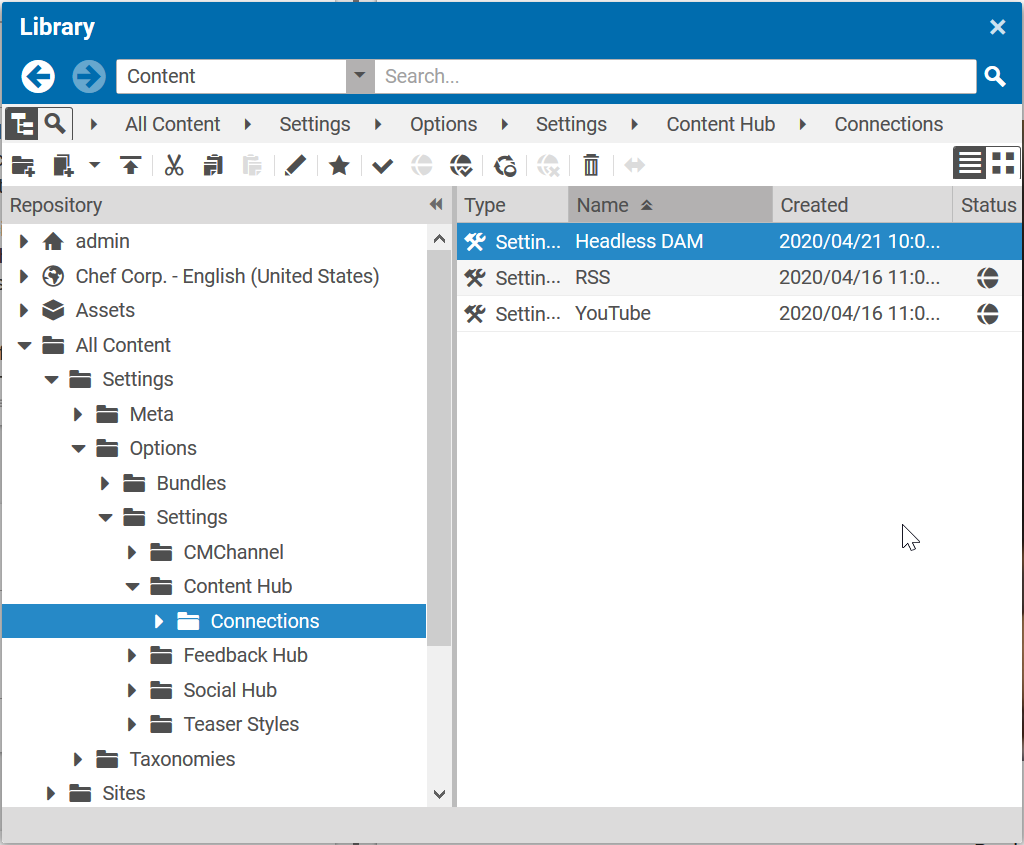 Library
Content Search...
All Content Settings Options Settings Content Hub Connections
Repository
admin
Chef Corp. - English (United States)
Assets
All Content
Settings
Meta
Options
Bundles
Settings
CMChannel
Content Hub
Connections
Feedback Hub
Social Hub
Teaser Styles
Taxonomies
Sites
Type Name Created Status
Settin... Headless DAM 2020/04/21 10:0...
Settin... RSS 2020/04/16 11:0...
Settin... YouTube 2020/04/16 11:0...